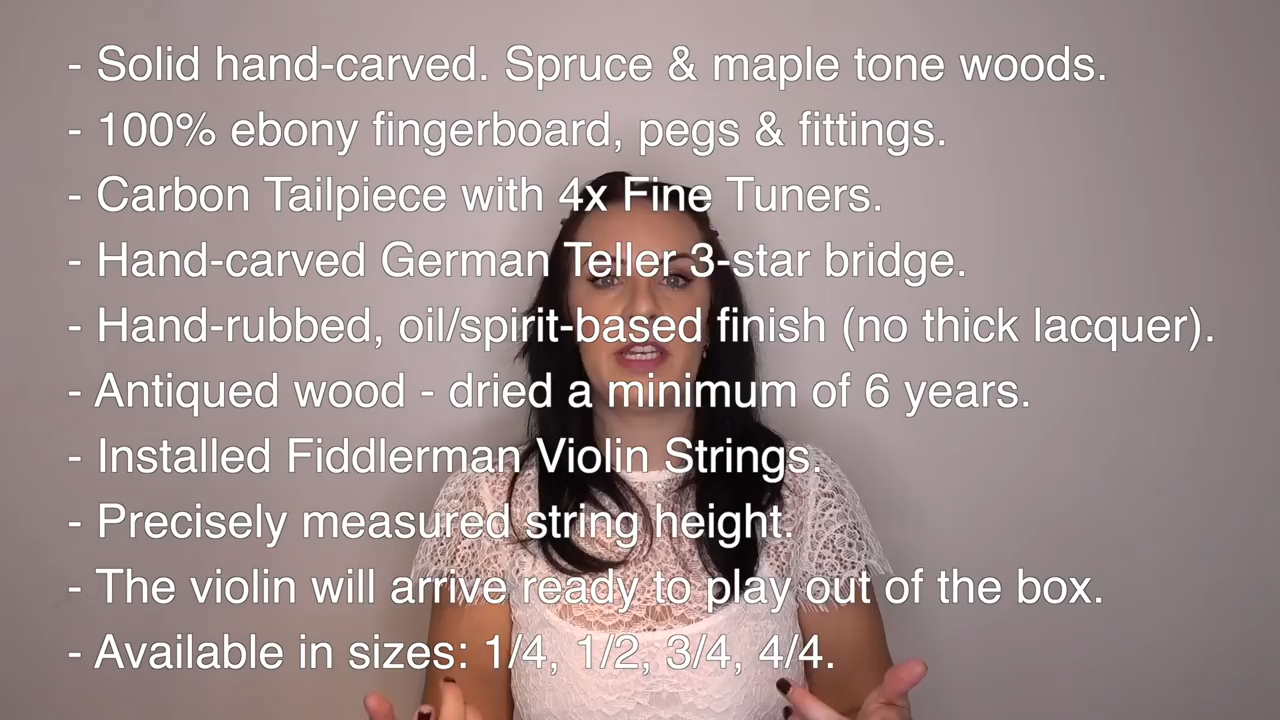 - Solid hand-carved. Spruce & maple tone woods.
- 100% ebony fingerboard, pegs & fittings.
- Carbon Tailpiece with 4x Fine Tuners.
- Hand-carved German Teller 3-star bridge.
- Hand-rubbed, oil/spirit-based finish (no thick lacquer).
- Antiqued wood - dried a minimum of 6 years.
- Installed Fiddlerman Violin Strings.
- Precisely measured string height.
- The violin will arrive ready to play out of the box.
- Available in sizes: 1/4, 1/2, 3/4, 4/4.